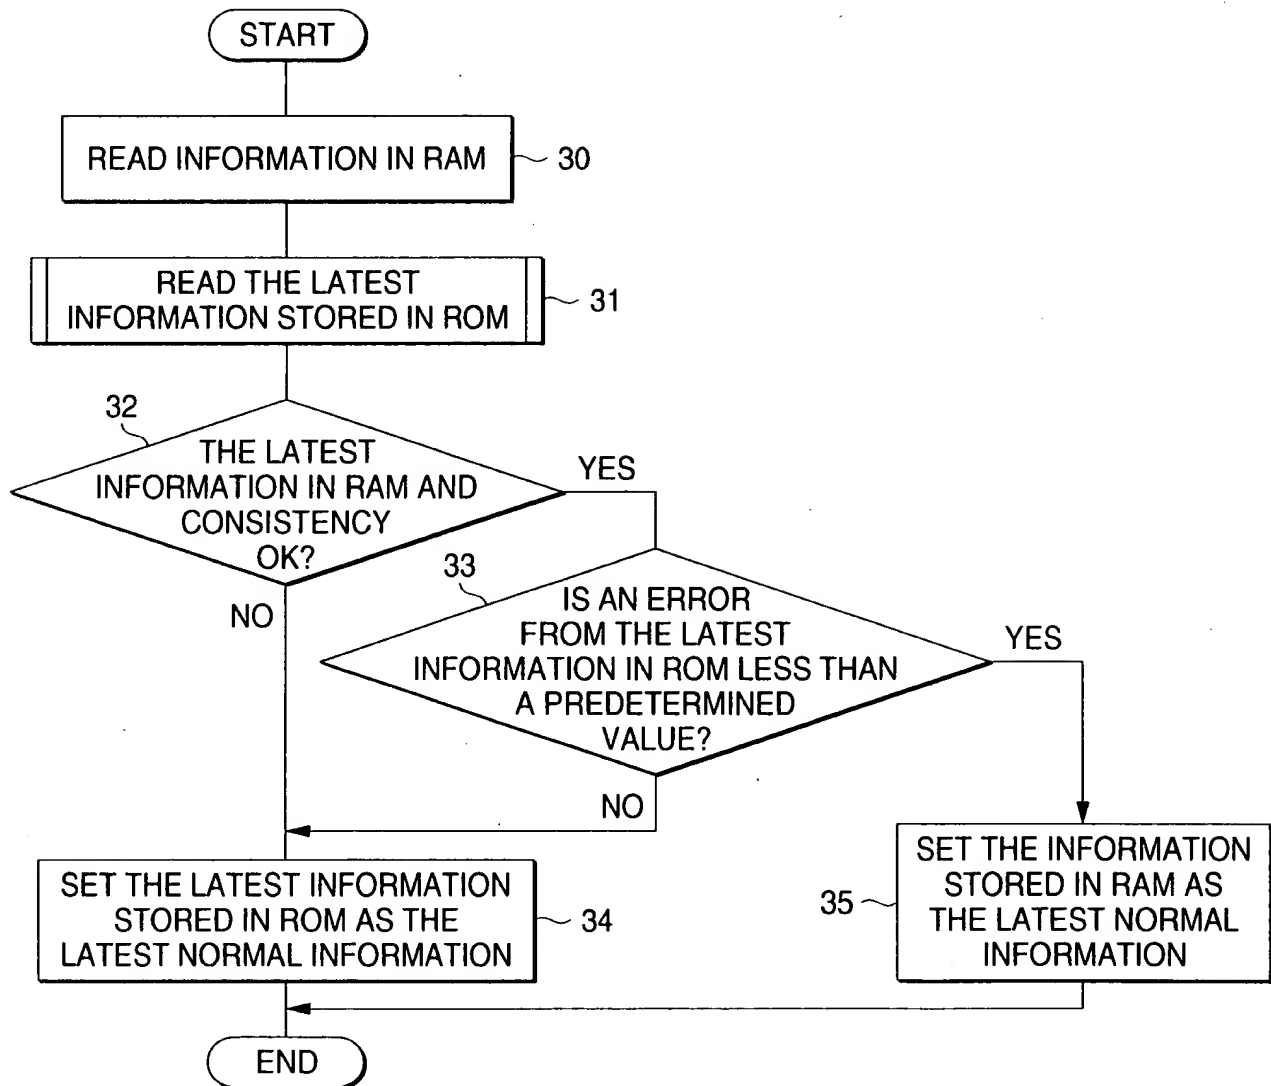 START
READ INFORMATION IN RAM
30
READ THE LATEST
INFORMATION STORED IN ROM
31
32
THE LATEST
INFORMATION IN RAM AND
CONSISTENCY
OK?
YES
NO
33
IS AN ERROR
FROM THE LATEST
INFORMATION IN ROM LESS THAN
A PREDETERMINED
VALUE?
YES
NO
SET THE LATEST INFORMATION
STORED IN ROM AS THE
LATEST NORMAL INFORMATION
34
35
SET THE INFORMATION
STORED IN RAM AS
THE LATEST NORMAL
INFORMATION
END